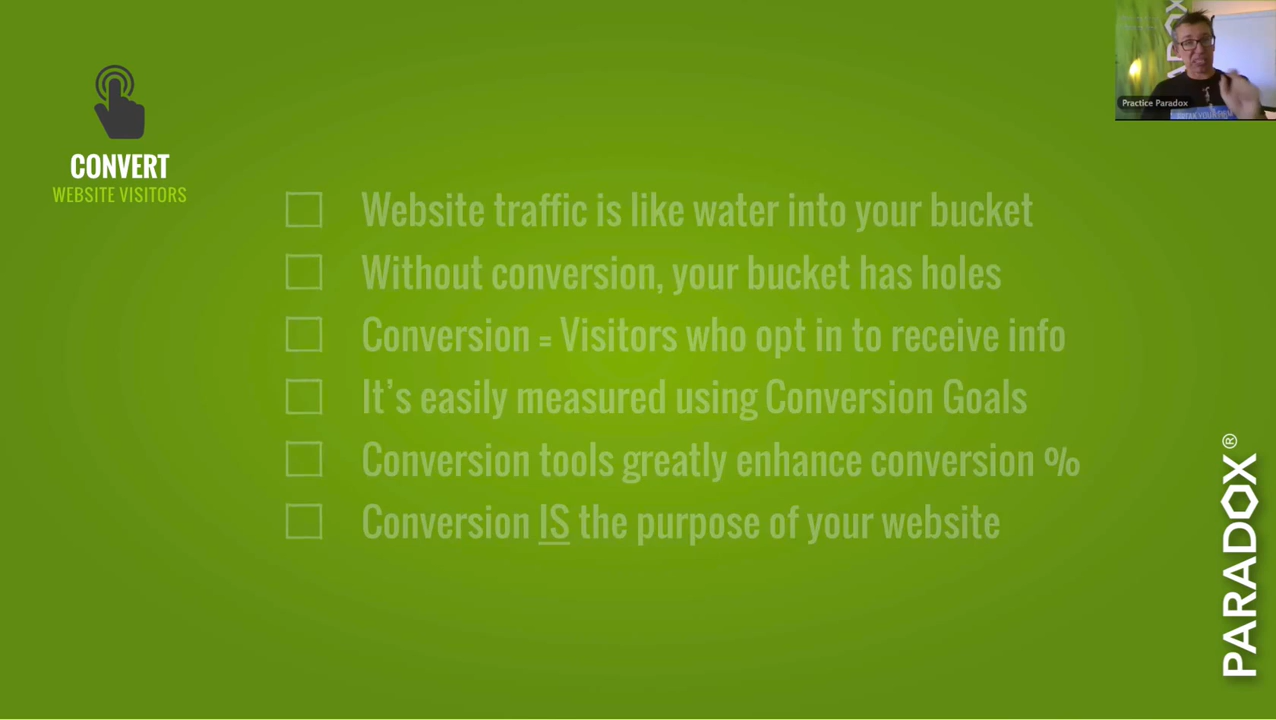 CONVERT
WEBSITE VISITORS
Website traffic is like water into your bucket
Without conversion, your bucket has holes
Conversion = Visitors who opt in to receive info
It’s easily measured using Conversion Goals
Conversion tools greatly enhance conversion %
Conversion IS the purpose of your website
Practice Paradox
PARADOX®